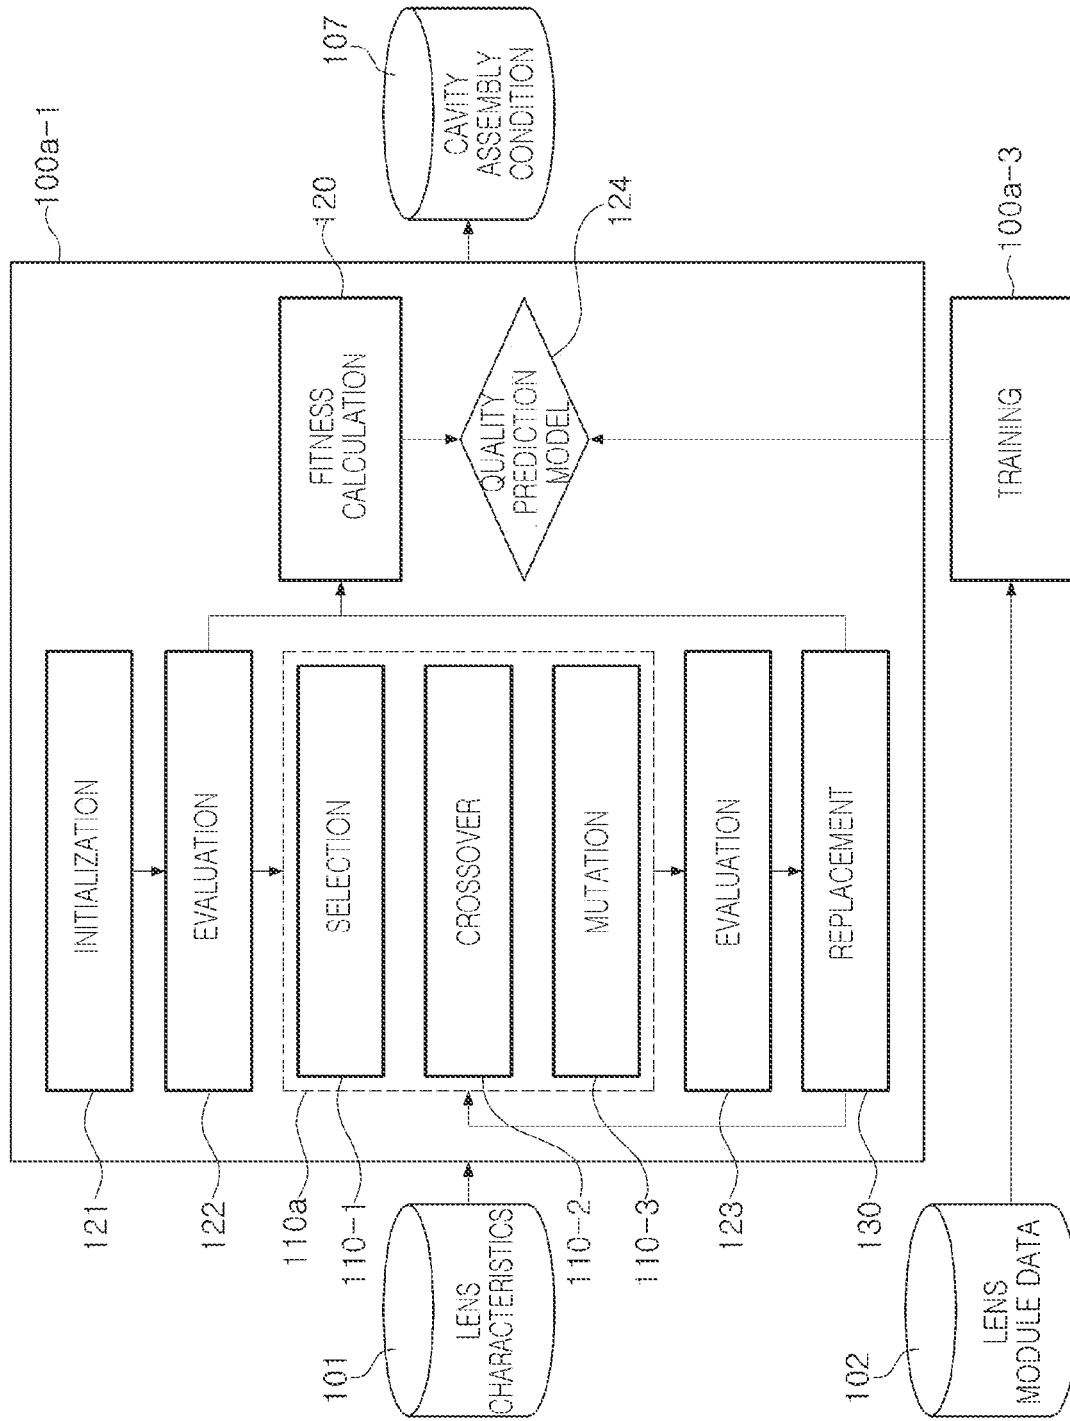 100a-1
121
INITIALIZATION
122
EVALUATION
110a
110-1
SELECTION
110-2
CROSSOVER
110-3
MUTATION
123
EVALUATION
130
REPLACEMENT
120
FITNESS
CALCULATION
124
QUALITY
PREDICTION
MODEL
101
LENS
CHARACTERISTICS
107
CAVITY
ASSEMBLY
CONDITION
102
LENS
MODULE DATA
100a-3
TRAINING